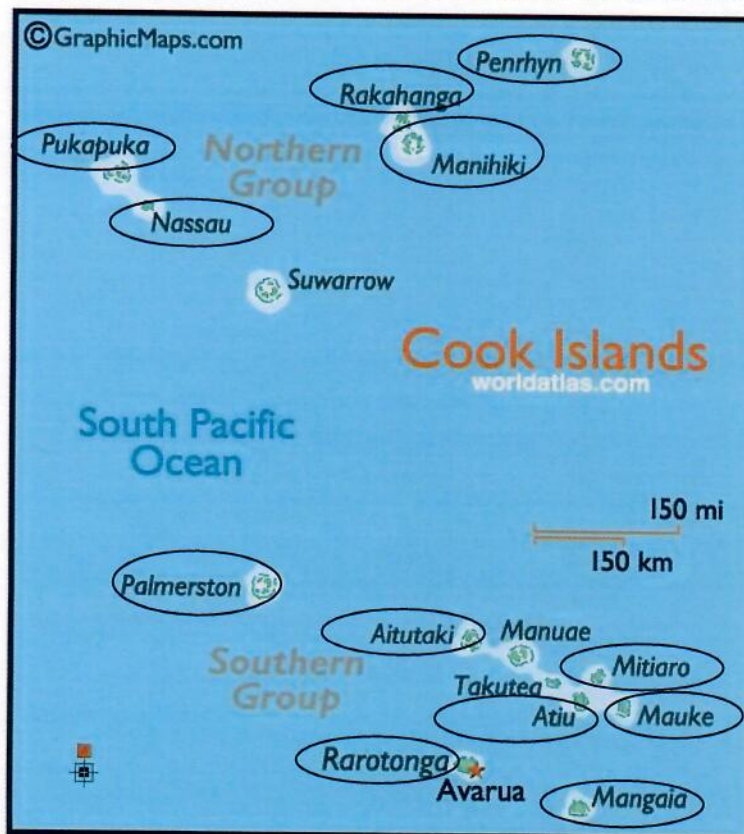 ©GraphicMaps.com
Penrhyn
Rakahanga
Pukapuka
Northern
Group
Manihiki
Nassau
Suwarrow
Cook Islands
worldatlas.com
South Pacific
Ocean
150 mi
150 km
Palmerston
Aitutaki
Manuae
Southern
Group
Mitiaro
Takutea
Atiu
Mauke
Rarotonga
Avarua
Mangaia